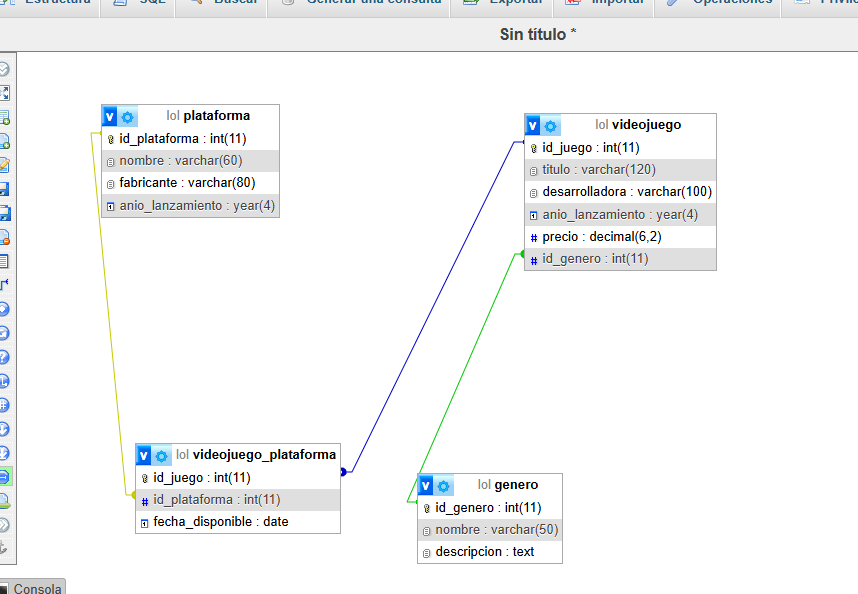 Estructura SQL Buscar Generar una consulta Exportar Importar Operaciones
Sin título *
lol plataforma
id_plataforma : int(11)
nombre : varchar(60)
fabricante : varchar(80)
anio_lanzamiento : year(4)
lol videojuego
id_juego : int(11)
titulo : varchar(120)
desarrolladora : varchar(100)
anio_lanzamiento : year(4)
precio : decimal(6,2)
id_genero : int(11)
lol videojuego_plataforma
id_juego : int(11)
id_plataforma : int(11)
fecha_disponible : date
lol genero
id_genero : int(11)
nombre : varchar(50)
descripcion : text
Consola